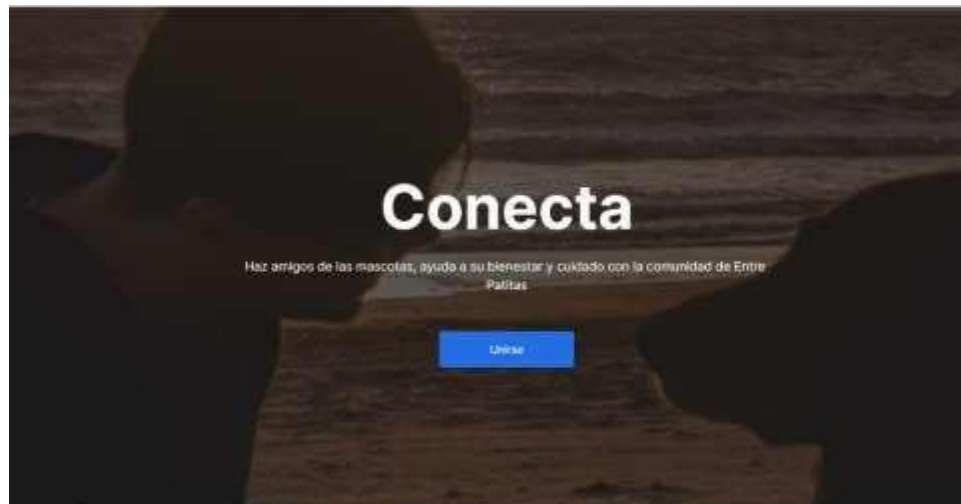 Conecta
Haz amigos de las mascotas, ayuda a su bienestar y cuidado con la comunidad de Entre
Patitas
Unirse